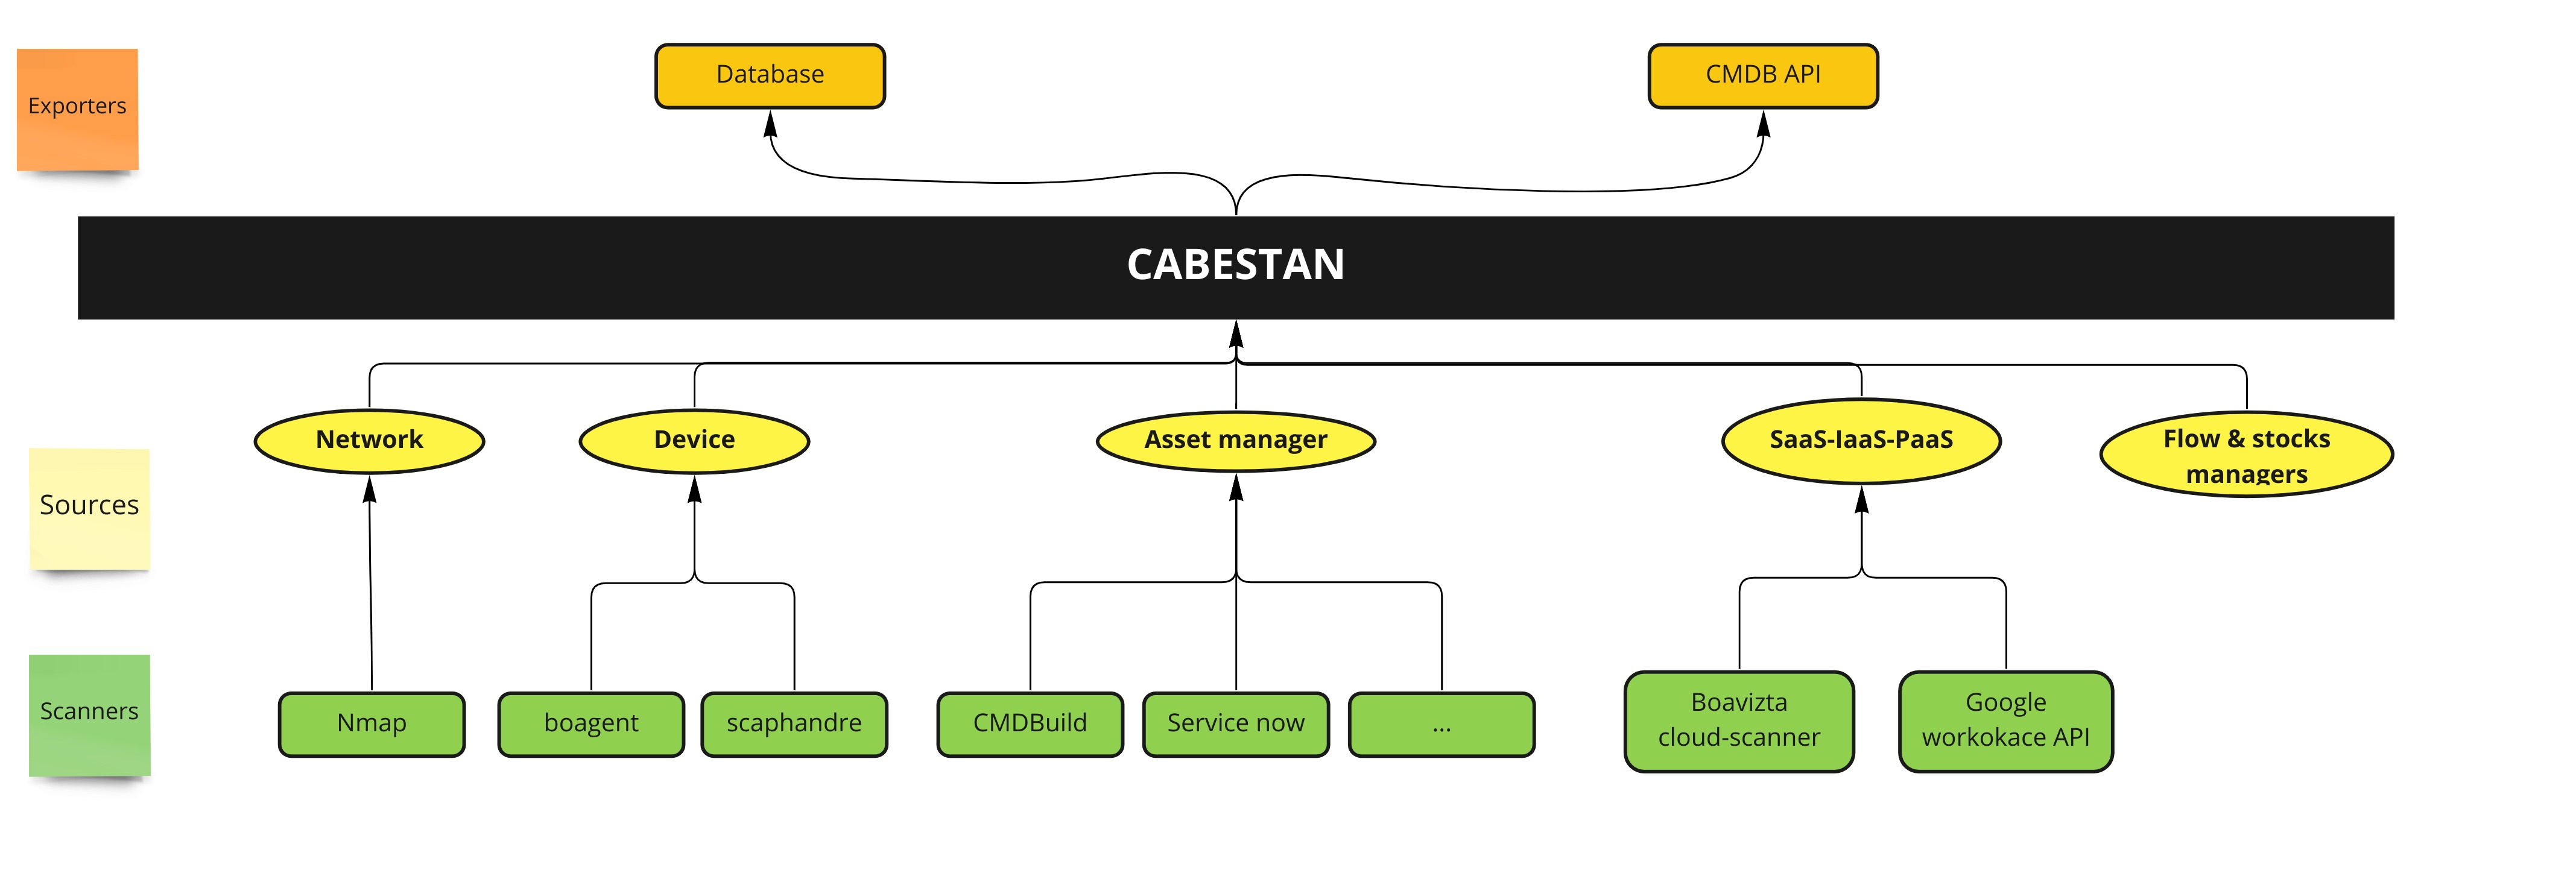 Exporters
Database
CMDB API
CABESTAN
Sources
Network
Device
Asset manager
SaaS-IaaS-PaaS
Flow & stocks
managers
Scanners
Nmap
boagent
scaphandre
CMDBuild
Service now
...
Boavizta
cloud-scanner
Google
workokace API